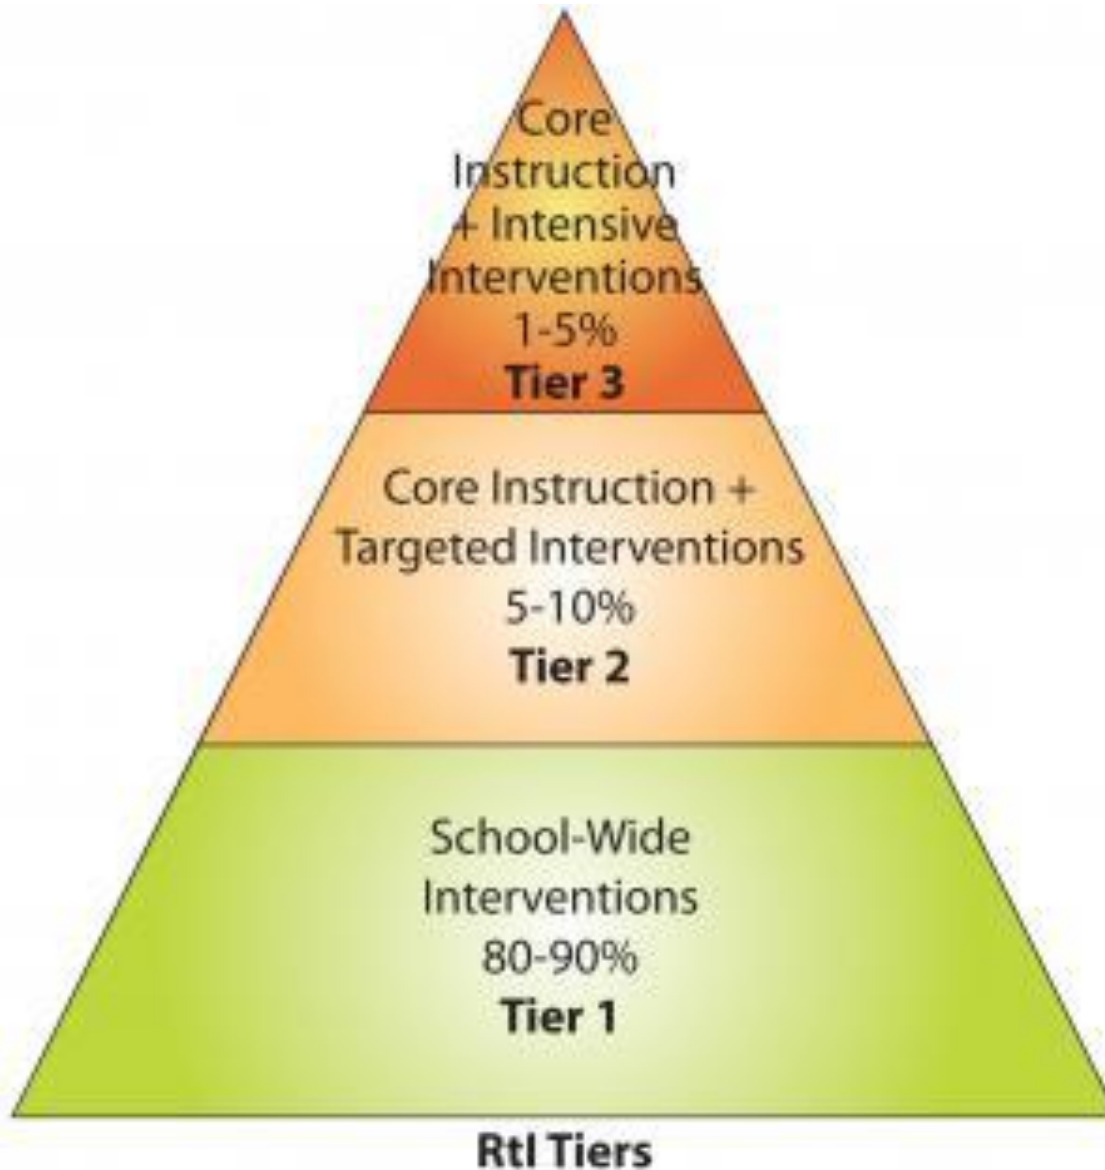 Core
Instruction
+ Intensive
Interventions
1-5%
Tier 3
Core Instruction +
Targeted Interventions
5-10%
Tier 2
School-Wide
Interventions
80-90%
Tier 1
RtI Tiers